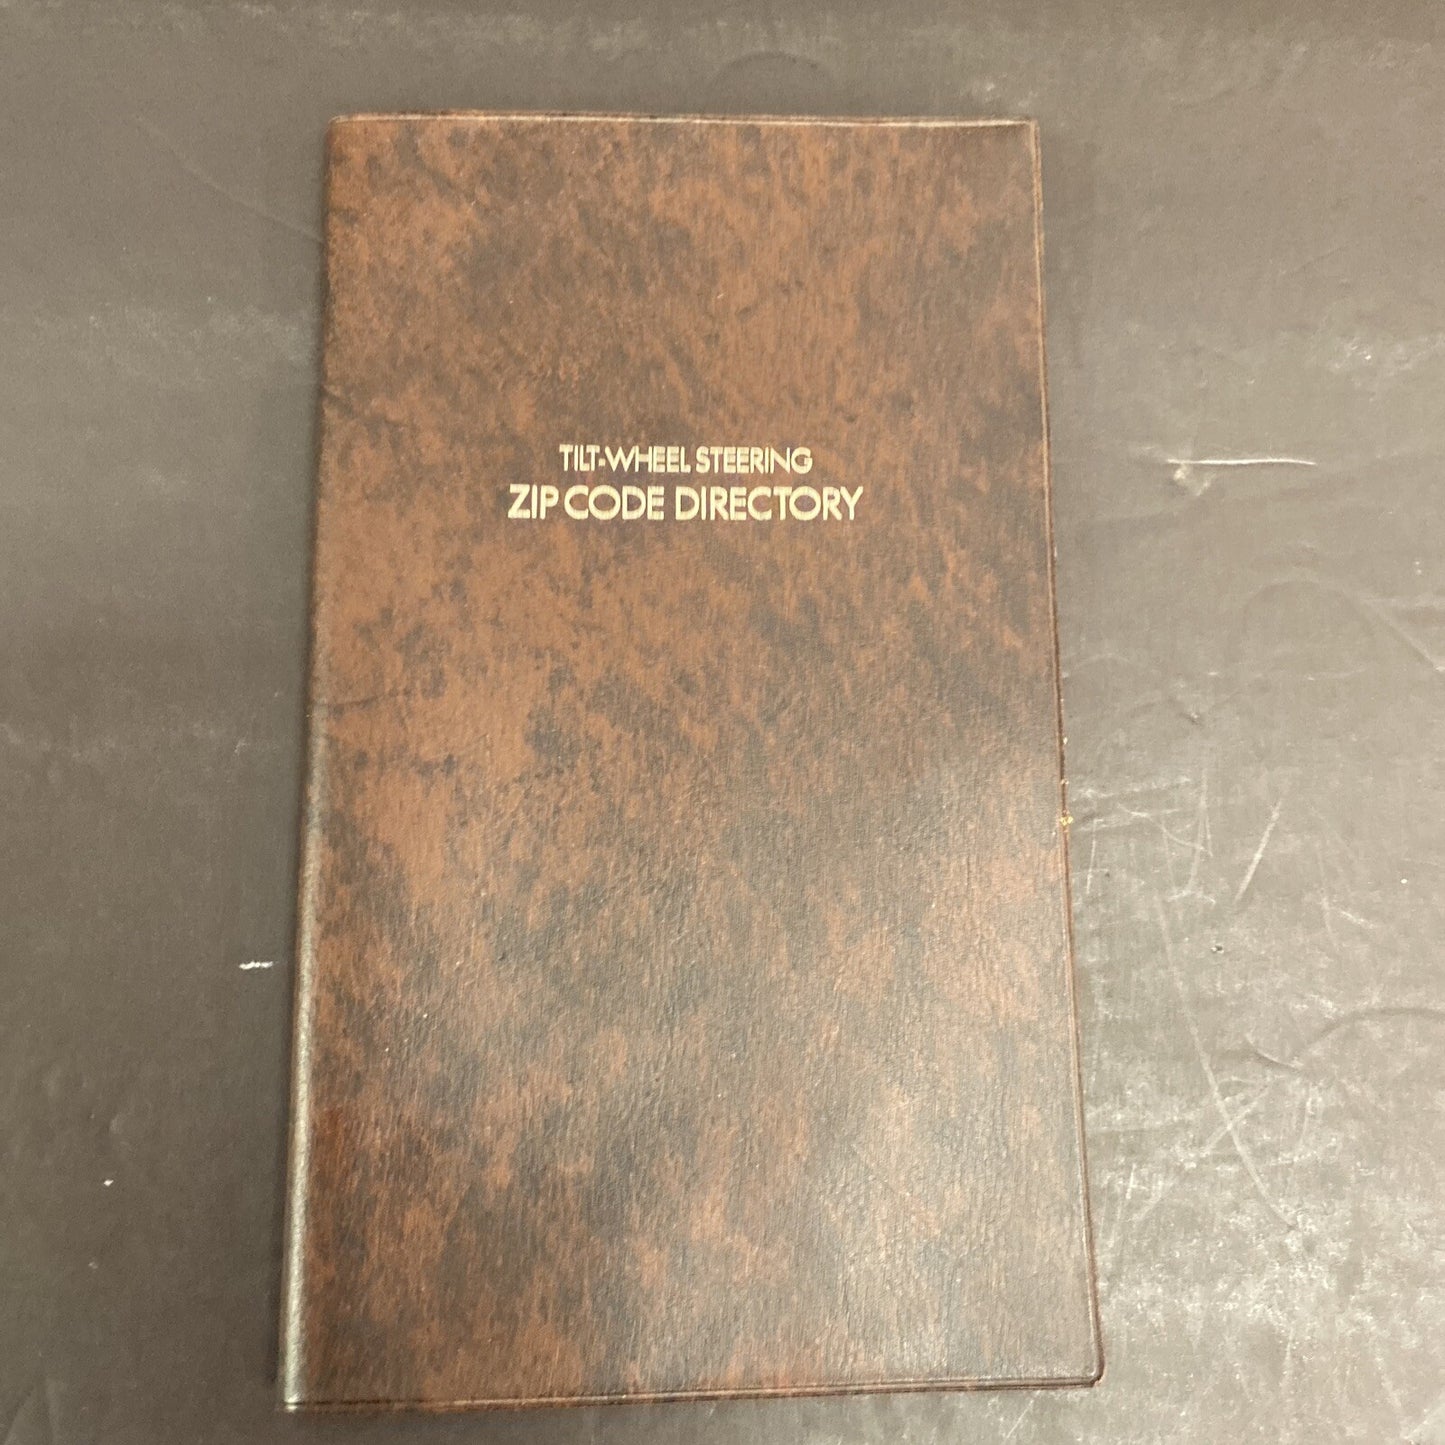 TILT-WHEEL STEERING
ZIP CODE DIRECTORY